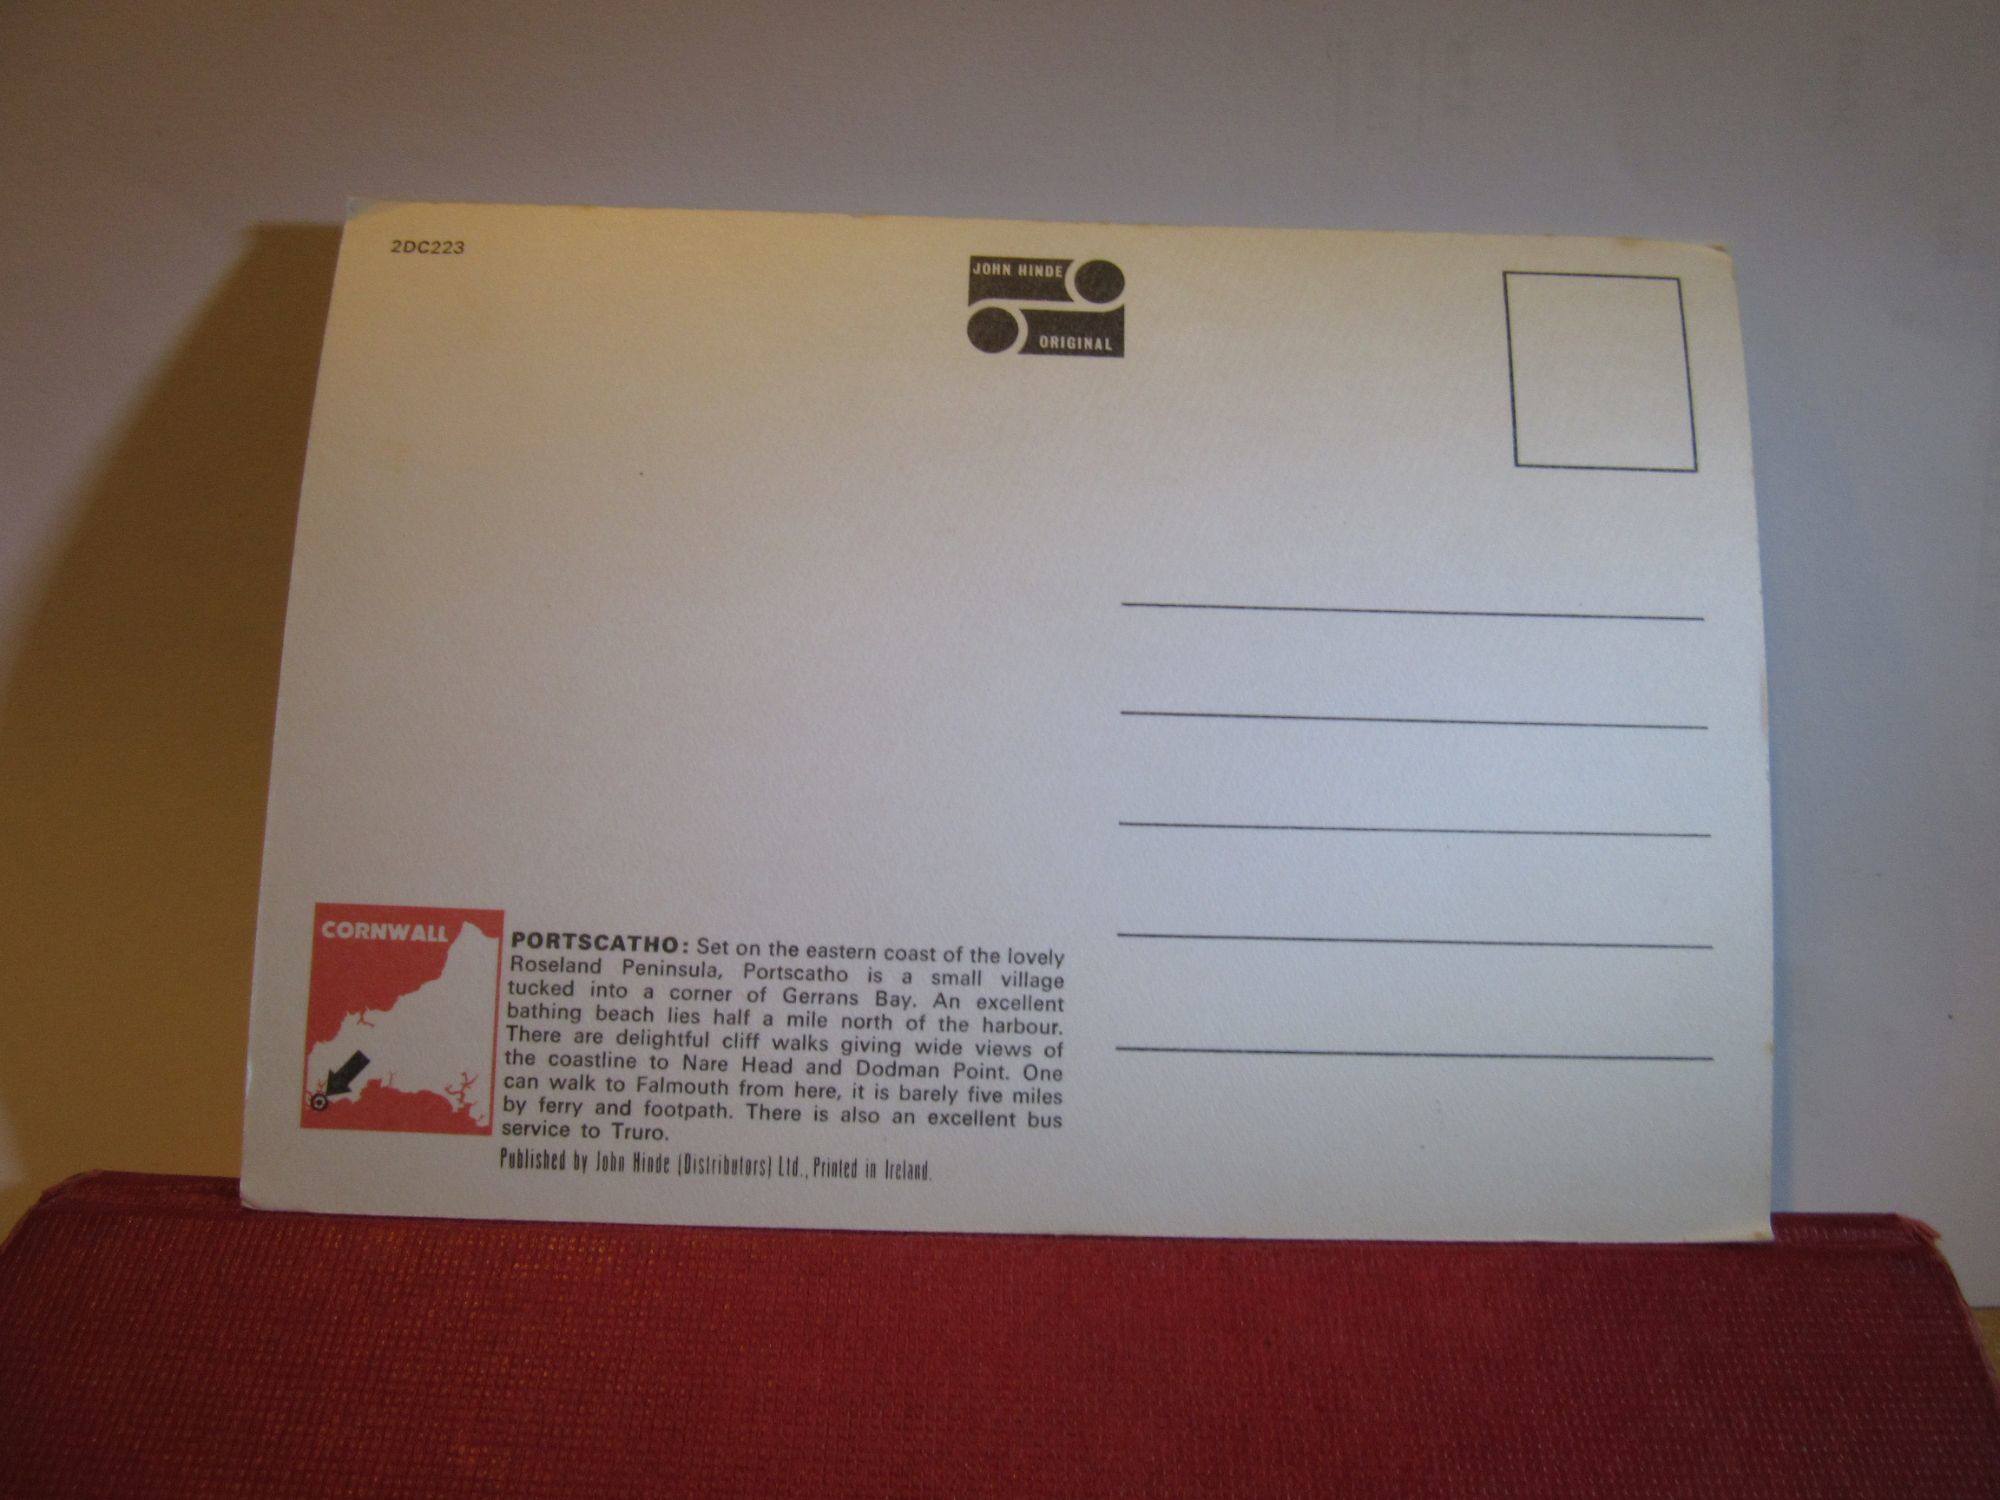 2DC223
JOHN HINDE
ORIGINAL
CORNWALL
PORTSCATHO: Set on the eastern coast of the lovely
Roseland Peninsula, Portscatho is a small village
tucked into a corner of Gerrans Bay. An excellent
bathing beach lies half a mile north of the harbour.
There are delightful cliff walks giving wide views of
the coastline to Nare Head and Dodman Point. One
can walk to Falmouth from here, it is barely five miles
by ferry and footpath. There is also an excellent bus
service to Truro.
Published by John Hinde (Distributors) Ltd., Printed in Ireland.